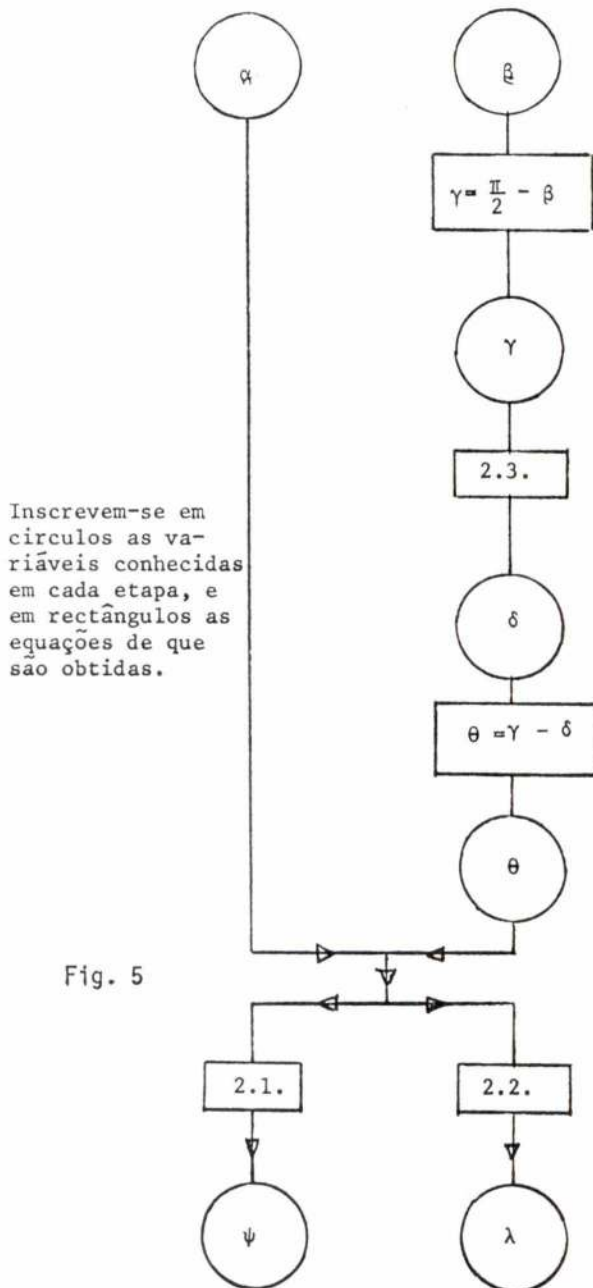 α
β
γ= π/2 - β
γ
2.3.
Inscrevem-se em
circulos as va-
riáveis conhecidas
em cada etapa, e
em rectângulos as
equações de que
são obtidas.
δ
θ =γ - δ
θ
Fig. 5
2.1.
2.2.
ψ
λ